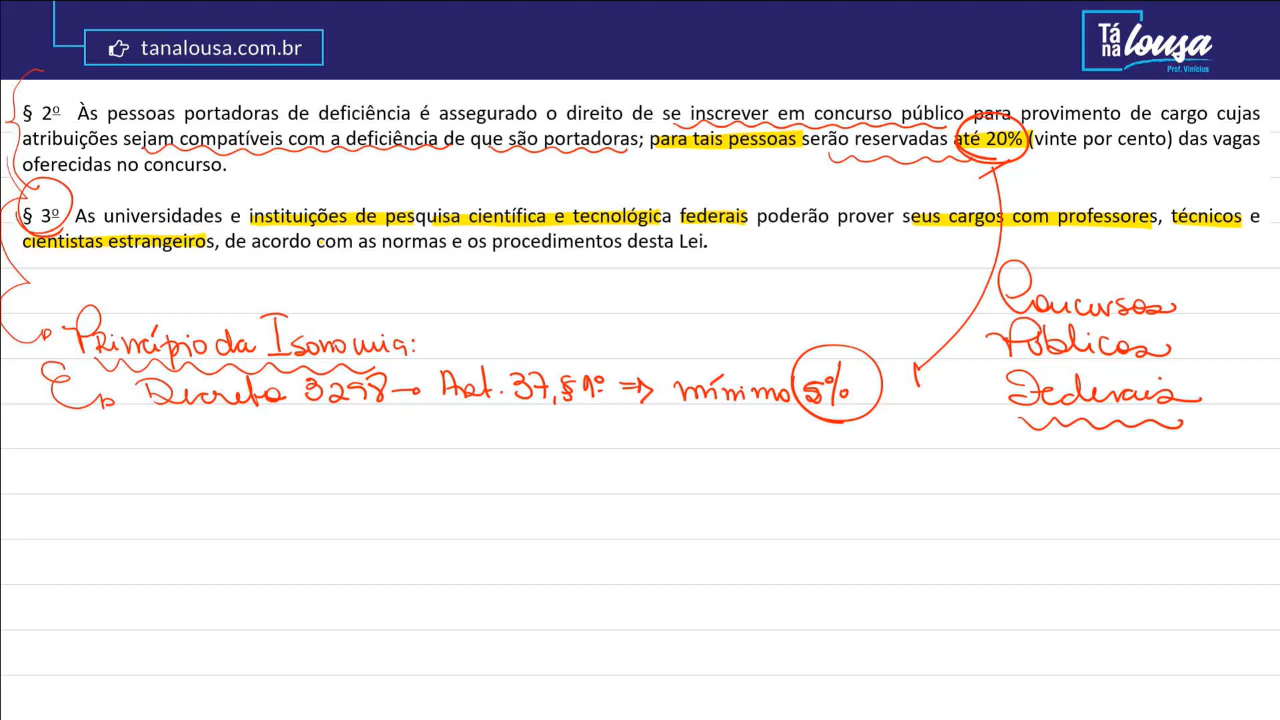 tanalousa.com.br
Tá na lousa
Prof. Vinícius
§ 2º Às pessoas portadoras de deficiência é assegurado o direito de se inscrever em concurso público para provimento de cargo cujas
atribuições sejam compatíveis com a deficiência de que são portadoras; para tais pessoas serão reservadas até 20% (vinte por cento) das vagas
oferecidas no concurso.
§ 3º As universidades e instituições de pesquisa científica e tecnológica federais poderão prover seus cargos com professores, técnicos e
cientistas estrangeiros, de acordo com as normas e os procedimentos desta Lei.
Concursos
Públicos
Federais
Princípio da Isonomia:
Decreto 3298 → Art. 37, § 1º ⇒ mínimo 5%